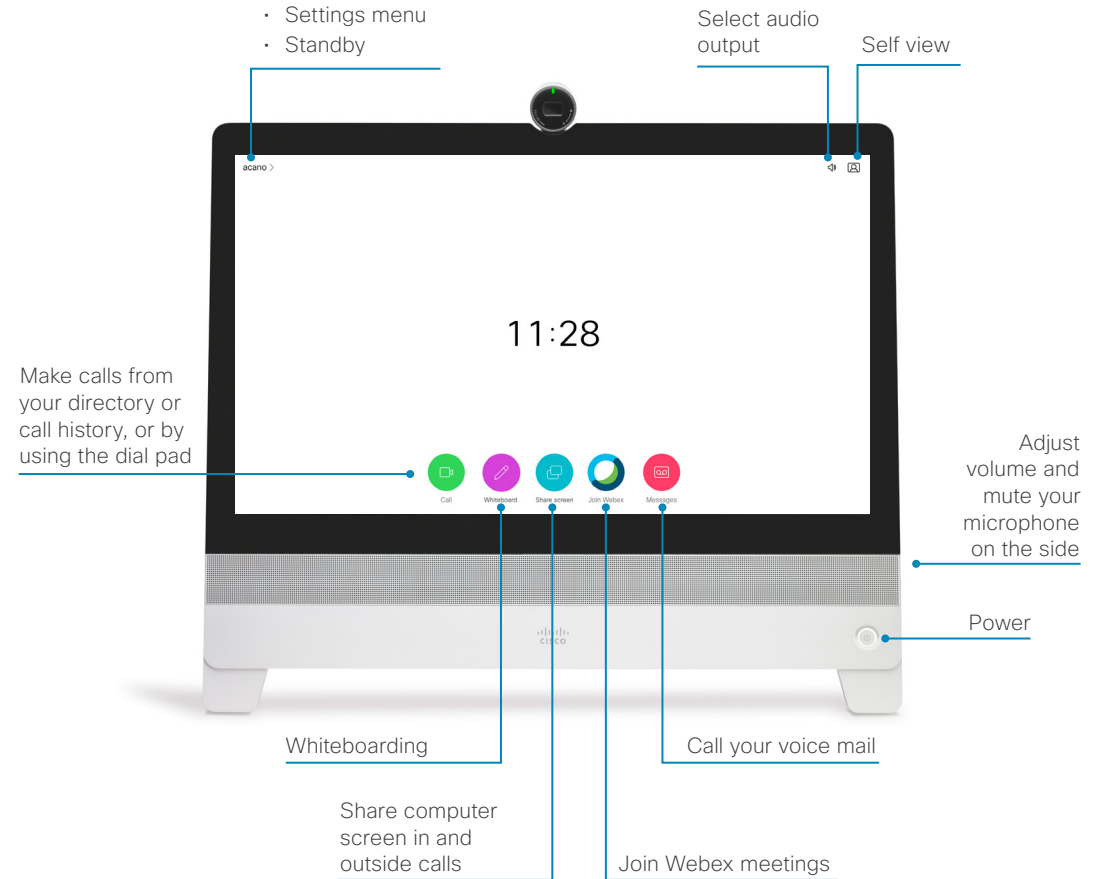 · Settings menu
· Standby
Select audio
output
Self view
acano >
11:28
Make calls from
your directory or
call history, or by
using the dial pad
Adjust
volume and
mute your
microphone
on the side
Call
Whiteboard
Share screen
Join Webex
Messages
CISCO
Power
Whiteboarding
Call your voice mail
Share computer
screen in and
outside calls
Join Webex meetings